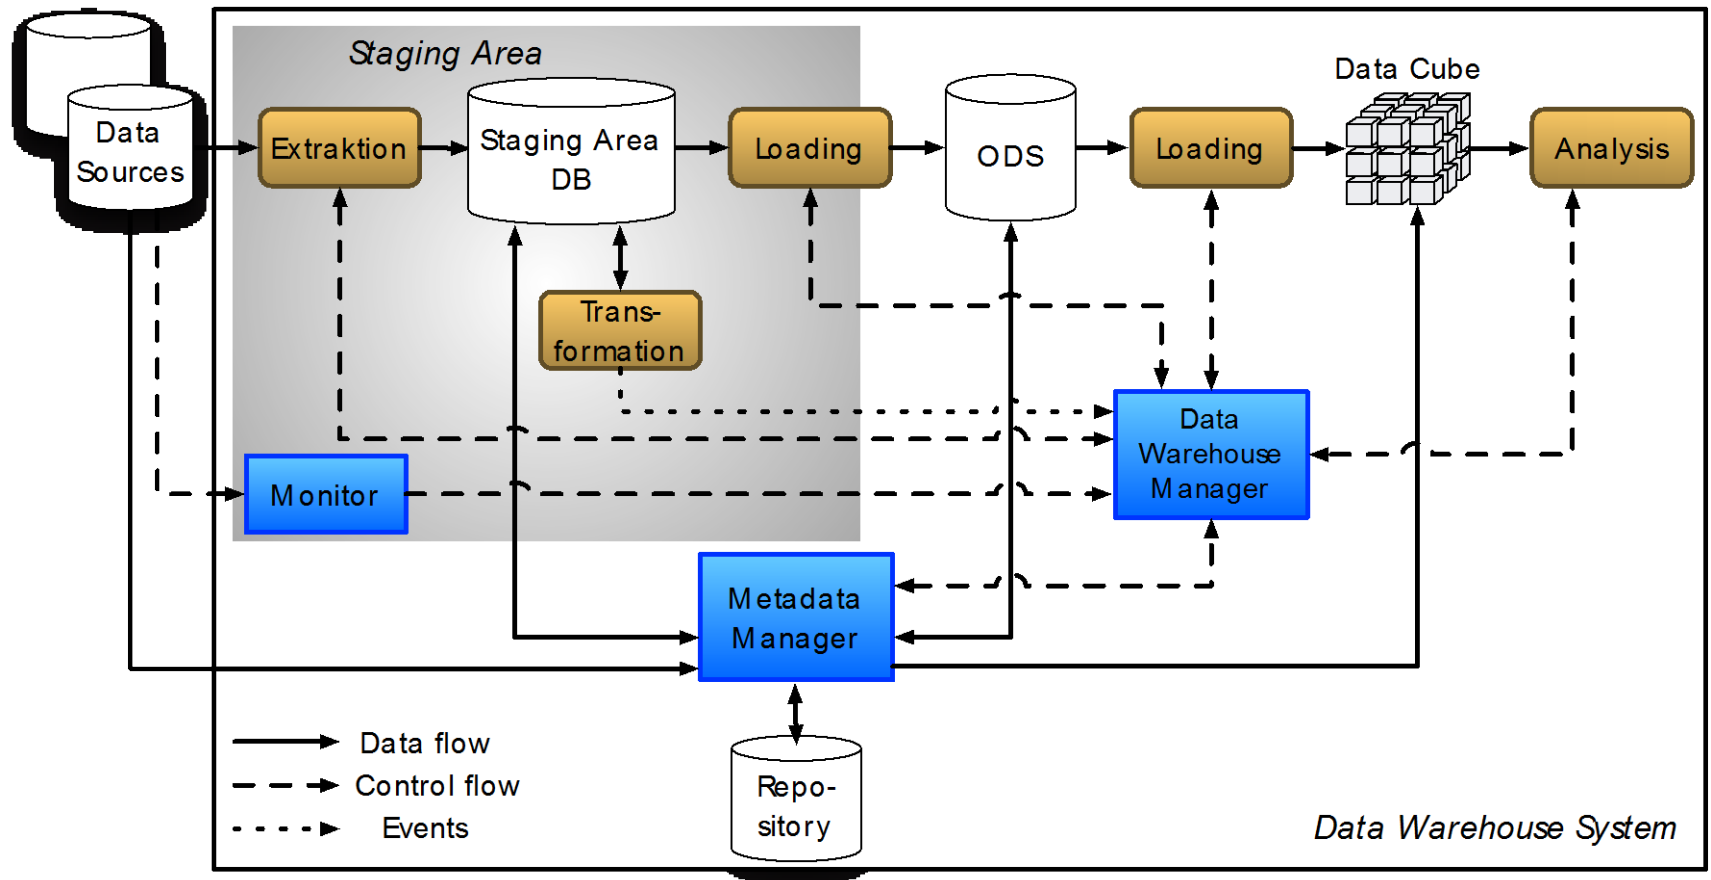 Staging Area
Data Cube
Data
Sources
Extraktion
Staging Area
DB
Loading
ODS
Loading
Analysis
Trans-
formation
Data
Warehouse
Manager
Monitor
Metadata
Manager
Data flow
Control flow
Events
Repo-
sitory
Data Warehouse System